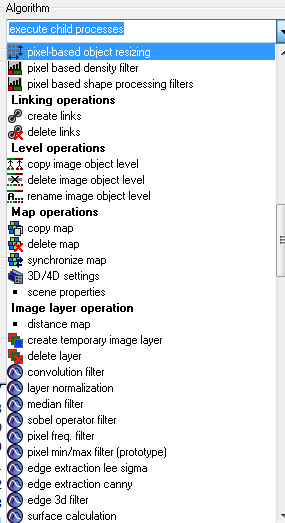 Algorithm
execute child processes
pixel-based object resizing
pixel based density filter
pixel based shape processing filters
Linking operations
create links
delete links
Level operations
copy image object level
delete image object level
rename image object level
Map operations
copy map
delete map
synchronize map
3D/4D settings
scene properties
Image layer operation
distance map
create temporary image layer
delete layer
convolution filter
layer normalization
median filter
sobel operator filter
pixel freq. filter
pixel min/max filter (prototype)
edge extraction lee sigma
edge extraction canny
edge 3d filter
surface calculation